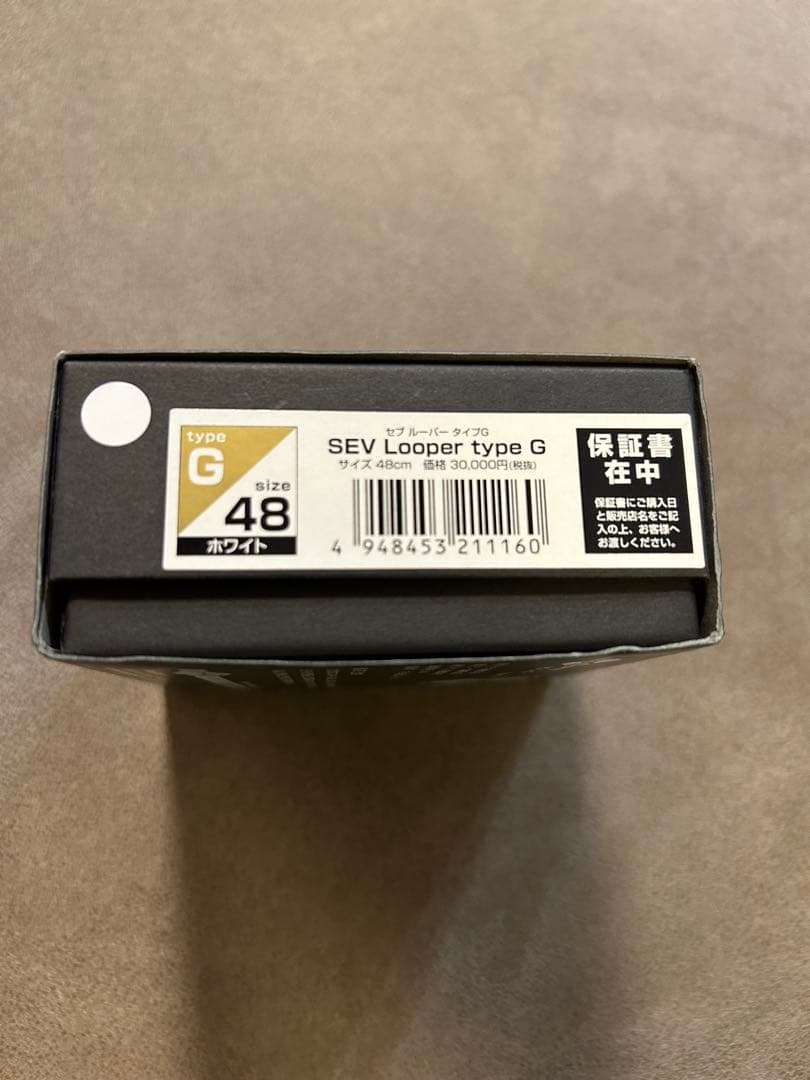 type
G
size
48
ホワイト
セブ ルーパー タイプG
SEV Looper type G
サイズ 48cm 価格 30,000円(税抜)
4 948453 211160
保証書
在中
保証書にご購入日
と販売店名をご記
入の上、お客様へ
お渡しください。